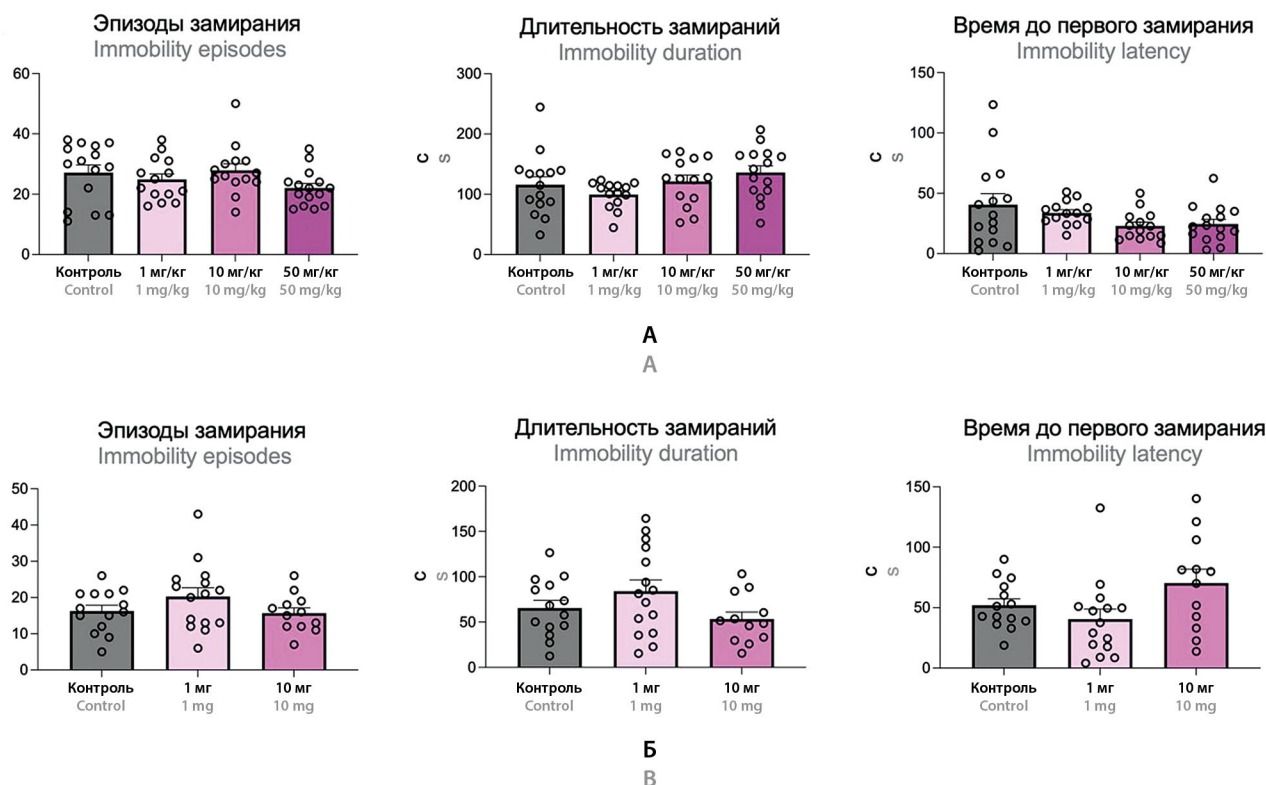 Эпизоды замирания
Immobility episodes
60
40
20
0
Контроль 1 мг/кг 10 мг/кг 50 мг/кг
Control 1 mg/kg 10 mg/kg 50 mg/kg
Длительность замираний
Immobility duration
300
200
100
0
с
s
Контроль 1 мг/кг 10 мг/кг 50 мг/кг
Control 1 mg/kg 10 mg/kg 50 mg/kg
Время до первого замирания
Immobility latency
150
100
50
0
с
s
Контроль 1 мг/кг 10 мг/кг 50 мг/кг
Control 1 mg/kg 10 mg/kg 50 mg/kg
А
A
Эпизоды замирания
Immobility episodes
50
40
30
20
10
0
Контроль 1 мг 10 мг
Control 1 mg 10 mg
Длительность замираний
Immobility duration
200
150
100
50
0
с
s
Контроль 1 мг 10 мг
Control 1 mg 10 mg
Время до первого замирания
Immobility latency
150
100
50
0
с
s
Контроль 1 мг 10 мг
Control 1 mg 10 mg
Б
B